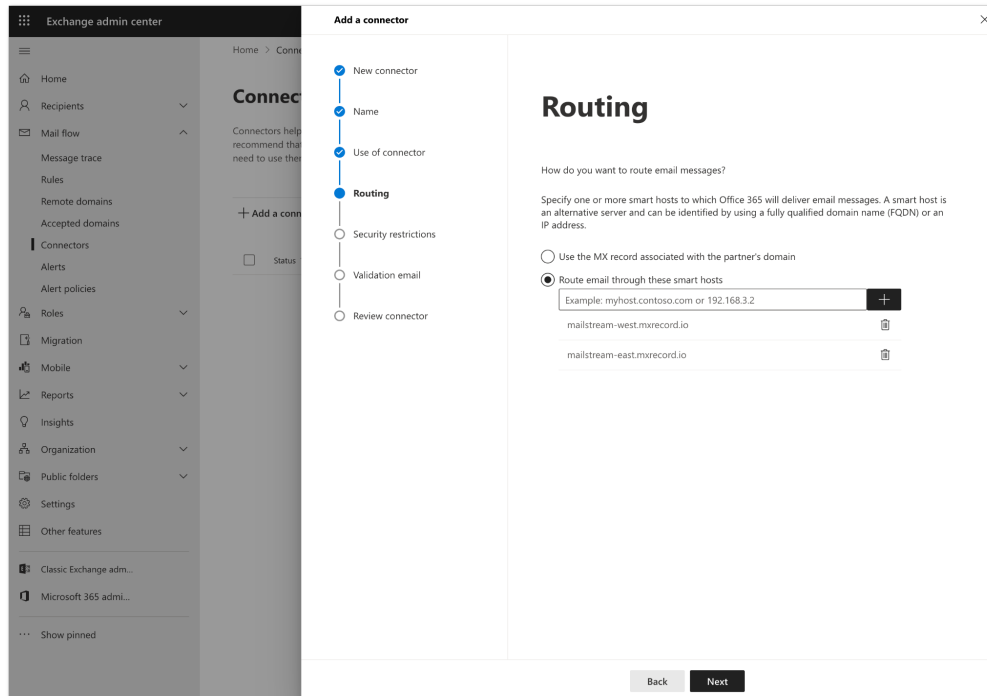 Exchange admin center
Home
Recipients
Mail flow
Message trace
Rules
Remote domains
Accepted domains
Connectors
Alerts
Alert policies
Roles
Migration
Mobile
Reports
Insights
Organization
Public folders
Settings
Other features
Classic Exchange adm...
Microsoft 365 admi...
Show pinned
Home > Conne
Connec
Connectors help
recommend that
need to use the
Add a conn
Status
Add a connector
New connector
Name
Use of connector
Routing
Security restrictions
Validation email
Review connector
Routing
How do you want to route email messages?
Specify one or more smart hosts to which Office 365 will deliver email messages. A smart host is
an alternative server and can be identified by using a fully qualified domain name (FQDN) or an
IP address.
Use the MX record associated with the partner's domain
Route email through these smart hosts
Example: myhost.contoso.com or 192.168.3.2
mailstream-west.mxrecord.io
mailstream-east.mxrecord.io
Back
Next